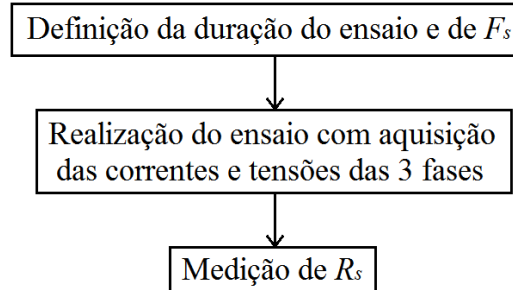 Definição da duração do ensaio e de Fs
Realização do ensaio com aquisição
das correntes e tensões das 3 fases
Medição de Rs